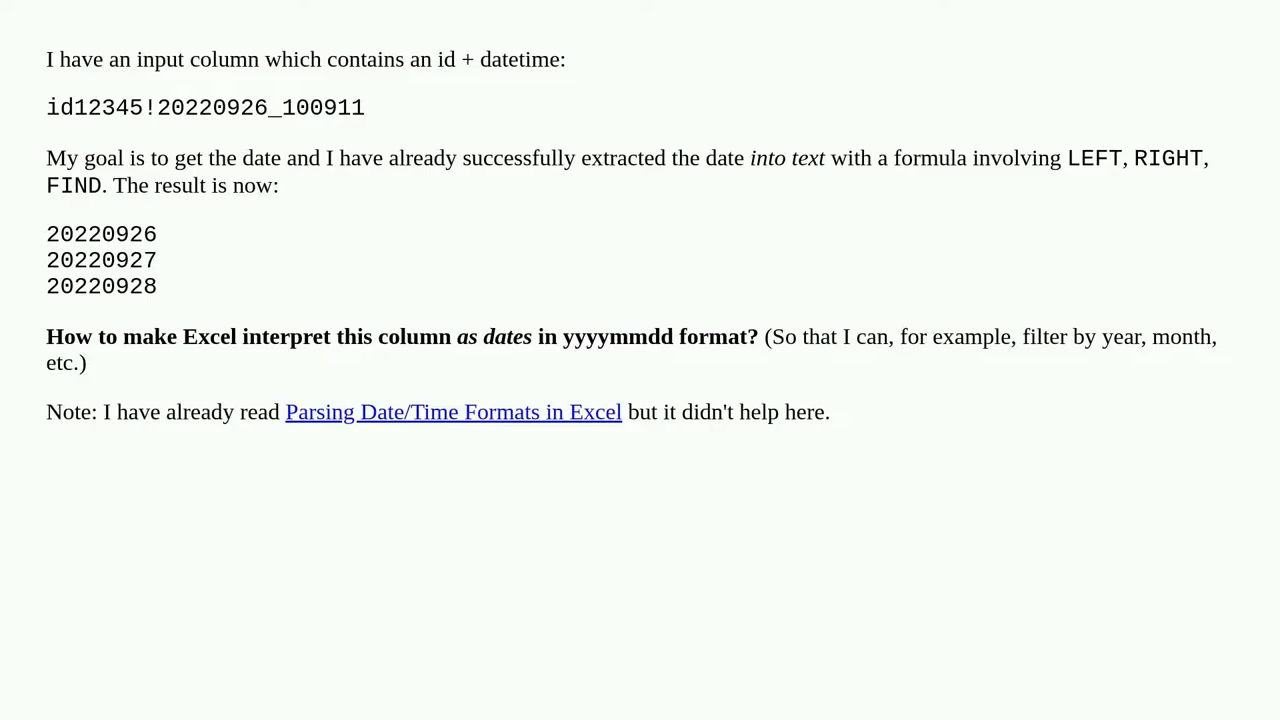 I have an input column which contains an id + datetime:
id12345!20220926_100911
My goal is to get the date and I have already successfully extracted the date into text with a formula involving LEFT, RIGHT,
FIND. The result is now:
20220926
20220927
20220928
How to make Excel interpret this column as dates in yyyymmdd format? (So that I can, for example, filter by year, month,
etc.)
Note: I have already read Parsing Date/Time Formats in Excel but it didn't help here.